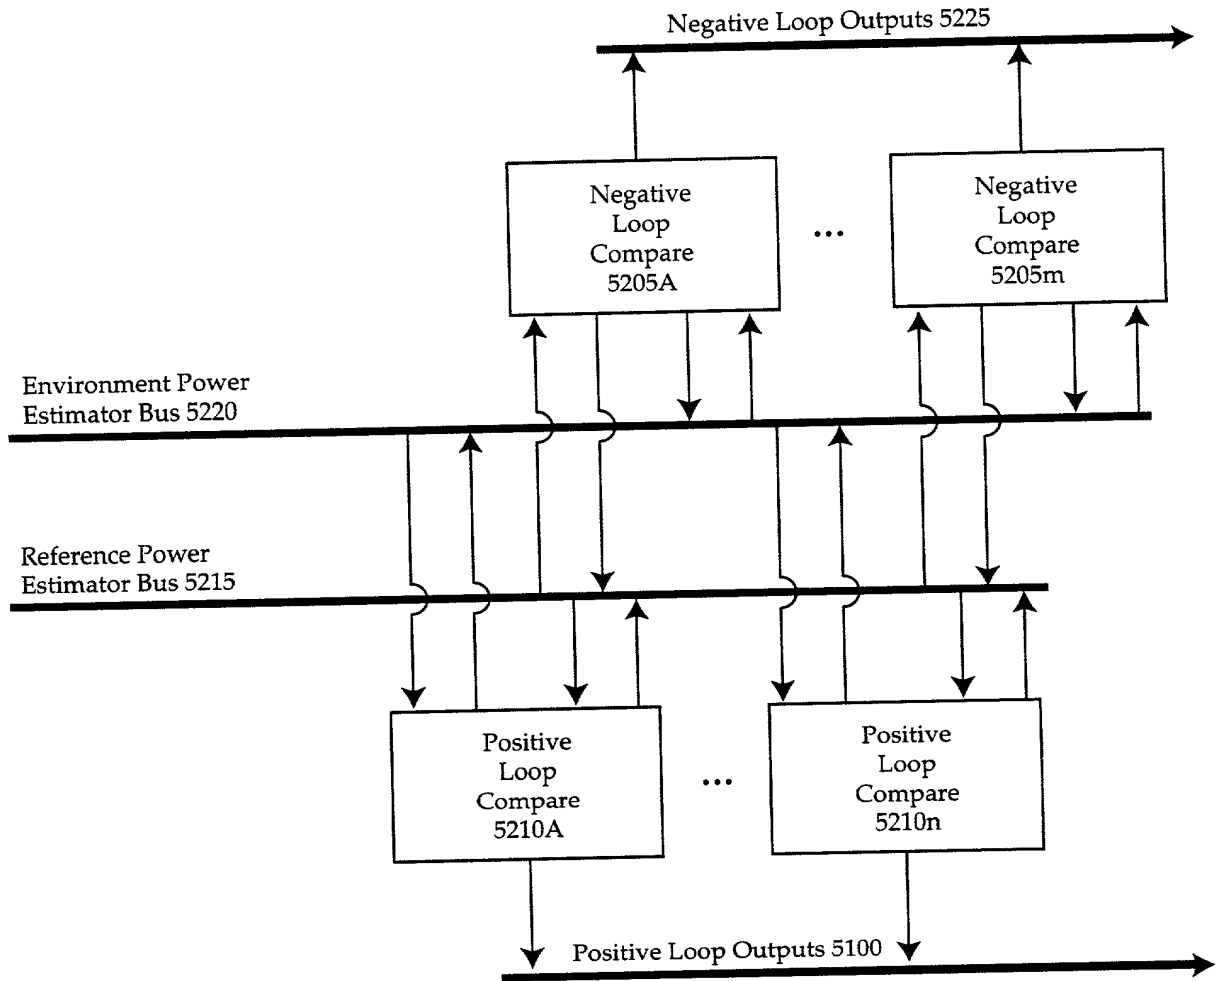 Negative Loop Outputs 5225
Negative
Loop
Compare
5205A
...
Negative
Loop
Compare
5205m
Environment Power
Estimator Bus 5220
Reference Power
Estimator Bus 5215
Positive
Loop
Compare
5210A
...
Positive
Loop
Compare
5210n
Positive Loop Outputs 5100